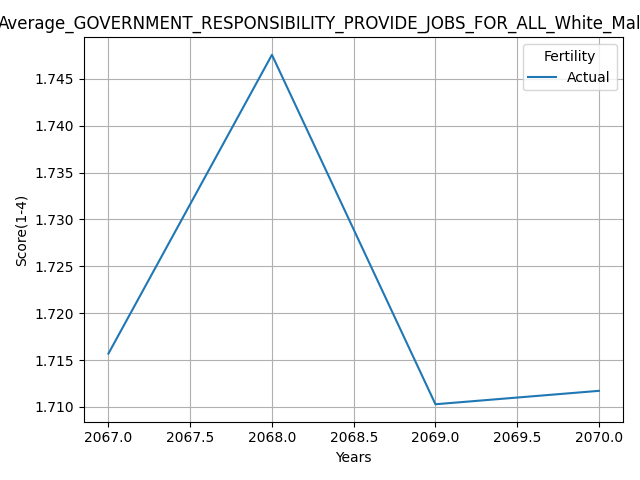 Average_GOVERNMENT_RESPONSIBILITY_PROVIDE_JOBS_FOR_ALL_White_Mal
Fertility
Actual
1.745
1.740
1.735
1.730
1.725
1.720
1.715
1.710
Score(1-4)
2067.0 2067.5 2068.0 2068.5 2069.0 2069.5 2070.0
Years